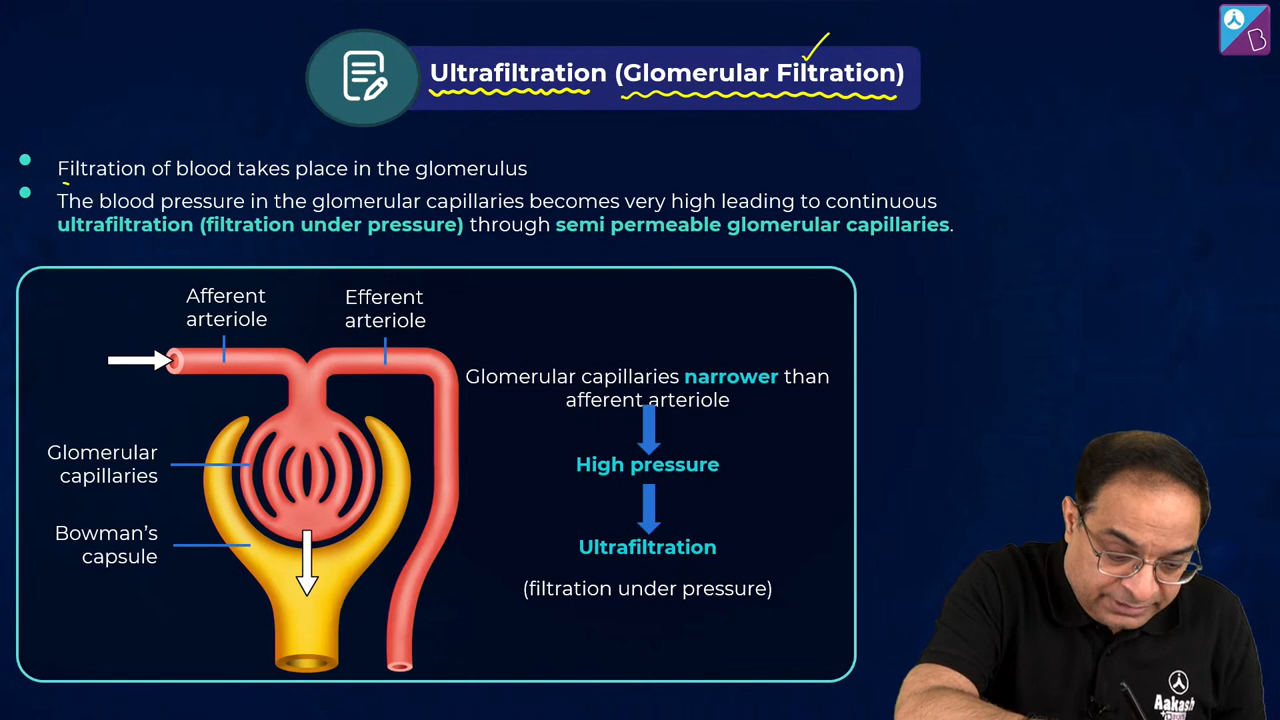 Ultrafiltration (Glomerular Filtration)
Filtration of blood takes place in the glomerulus
The blood pressure in the glomerular capillaries becomes very high leading to continuous
ultrafiltration (filtration under pressure) through semi permeable glomerular capillaries.
Afferent
arteriole
Efferent
arteriole
Glomerular capillaries narrower than
afferent arteriole
High pressure
Glomerular
capillaries
Ultrafiltration
Bowman's
capsule
(filtration under pressure)
B
Aakash